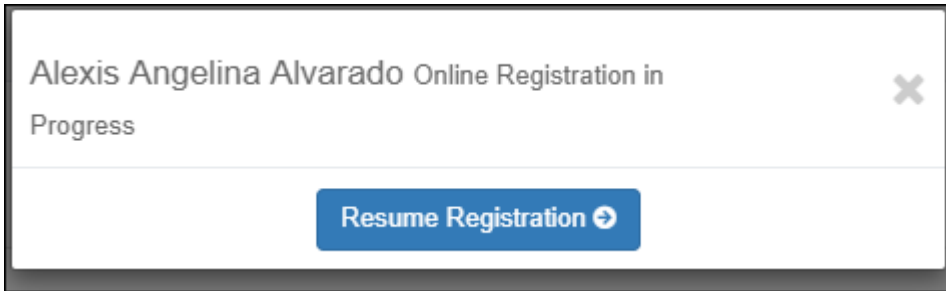 Alexis Angelina Alvarado Online Registration in
Progress
Resume Registration